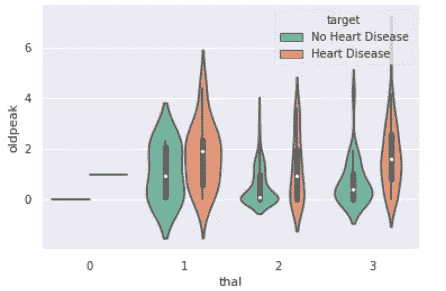 target
No Heart Disease
Heart Disease
6
4
2
0
oldpeak
0 1 2 3
thal